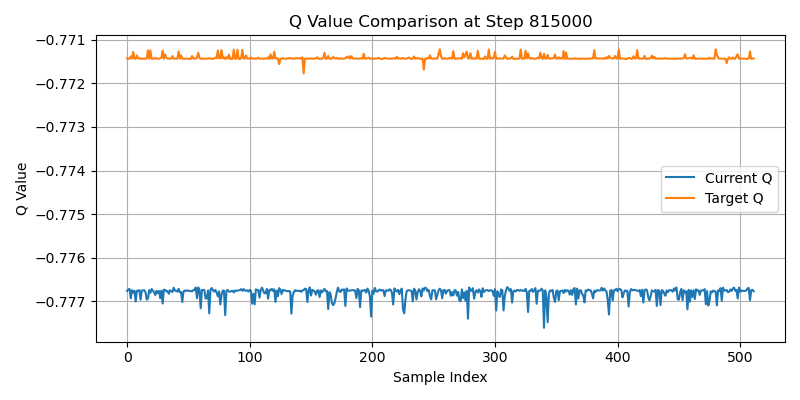 Q Value Comparison at Step 815000
−0.771
−0.772
−0.773
−0.774
−0.775
−0.776
−0.777
Q Value
Current Q
Target Q
0 100 200 300 400 500
Sample Index